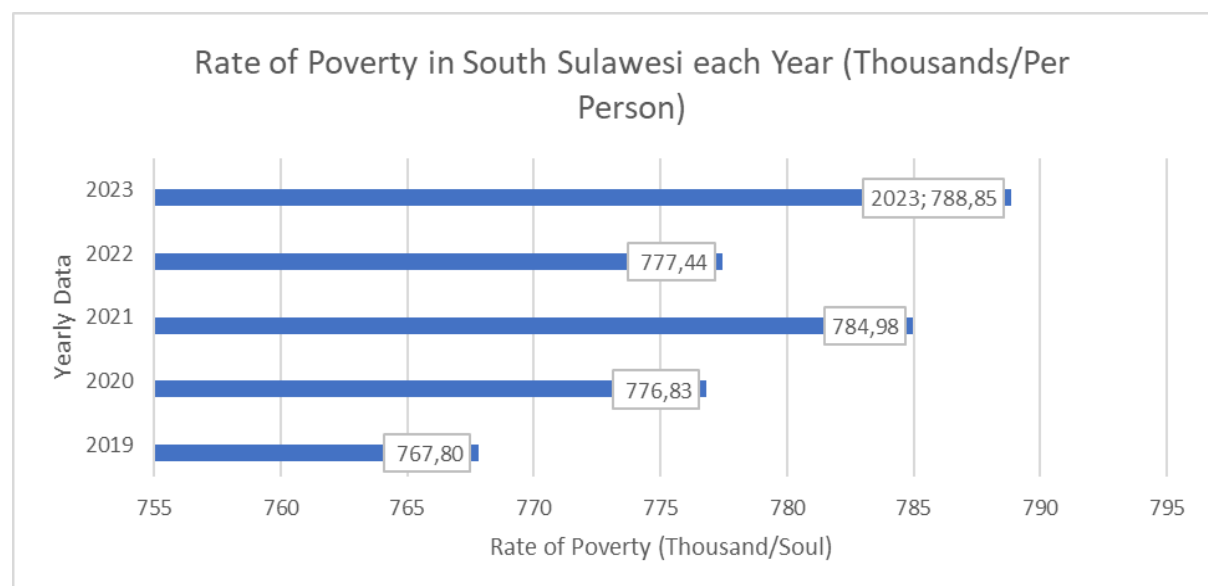 Rate of Poverty in South Sulawesi each Year (Thousands/Per
Person)
Yearly Data
2023
2023; 788,85
2022
777,44
2021
784,98
2020
776,83
2019
767,80
755 760 765 770 775 780 785 790 795
Rate of Poverty (Thousand/Soul)